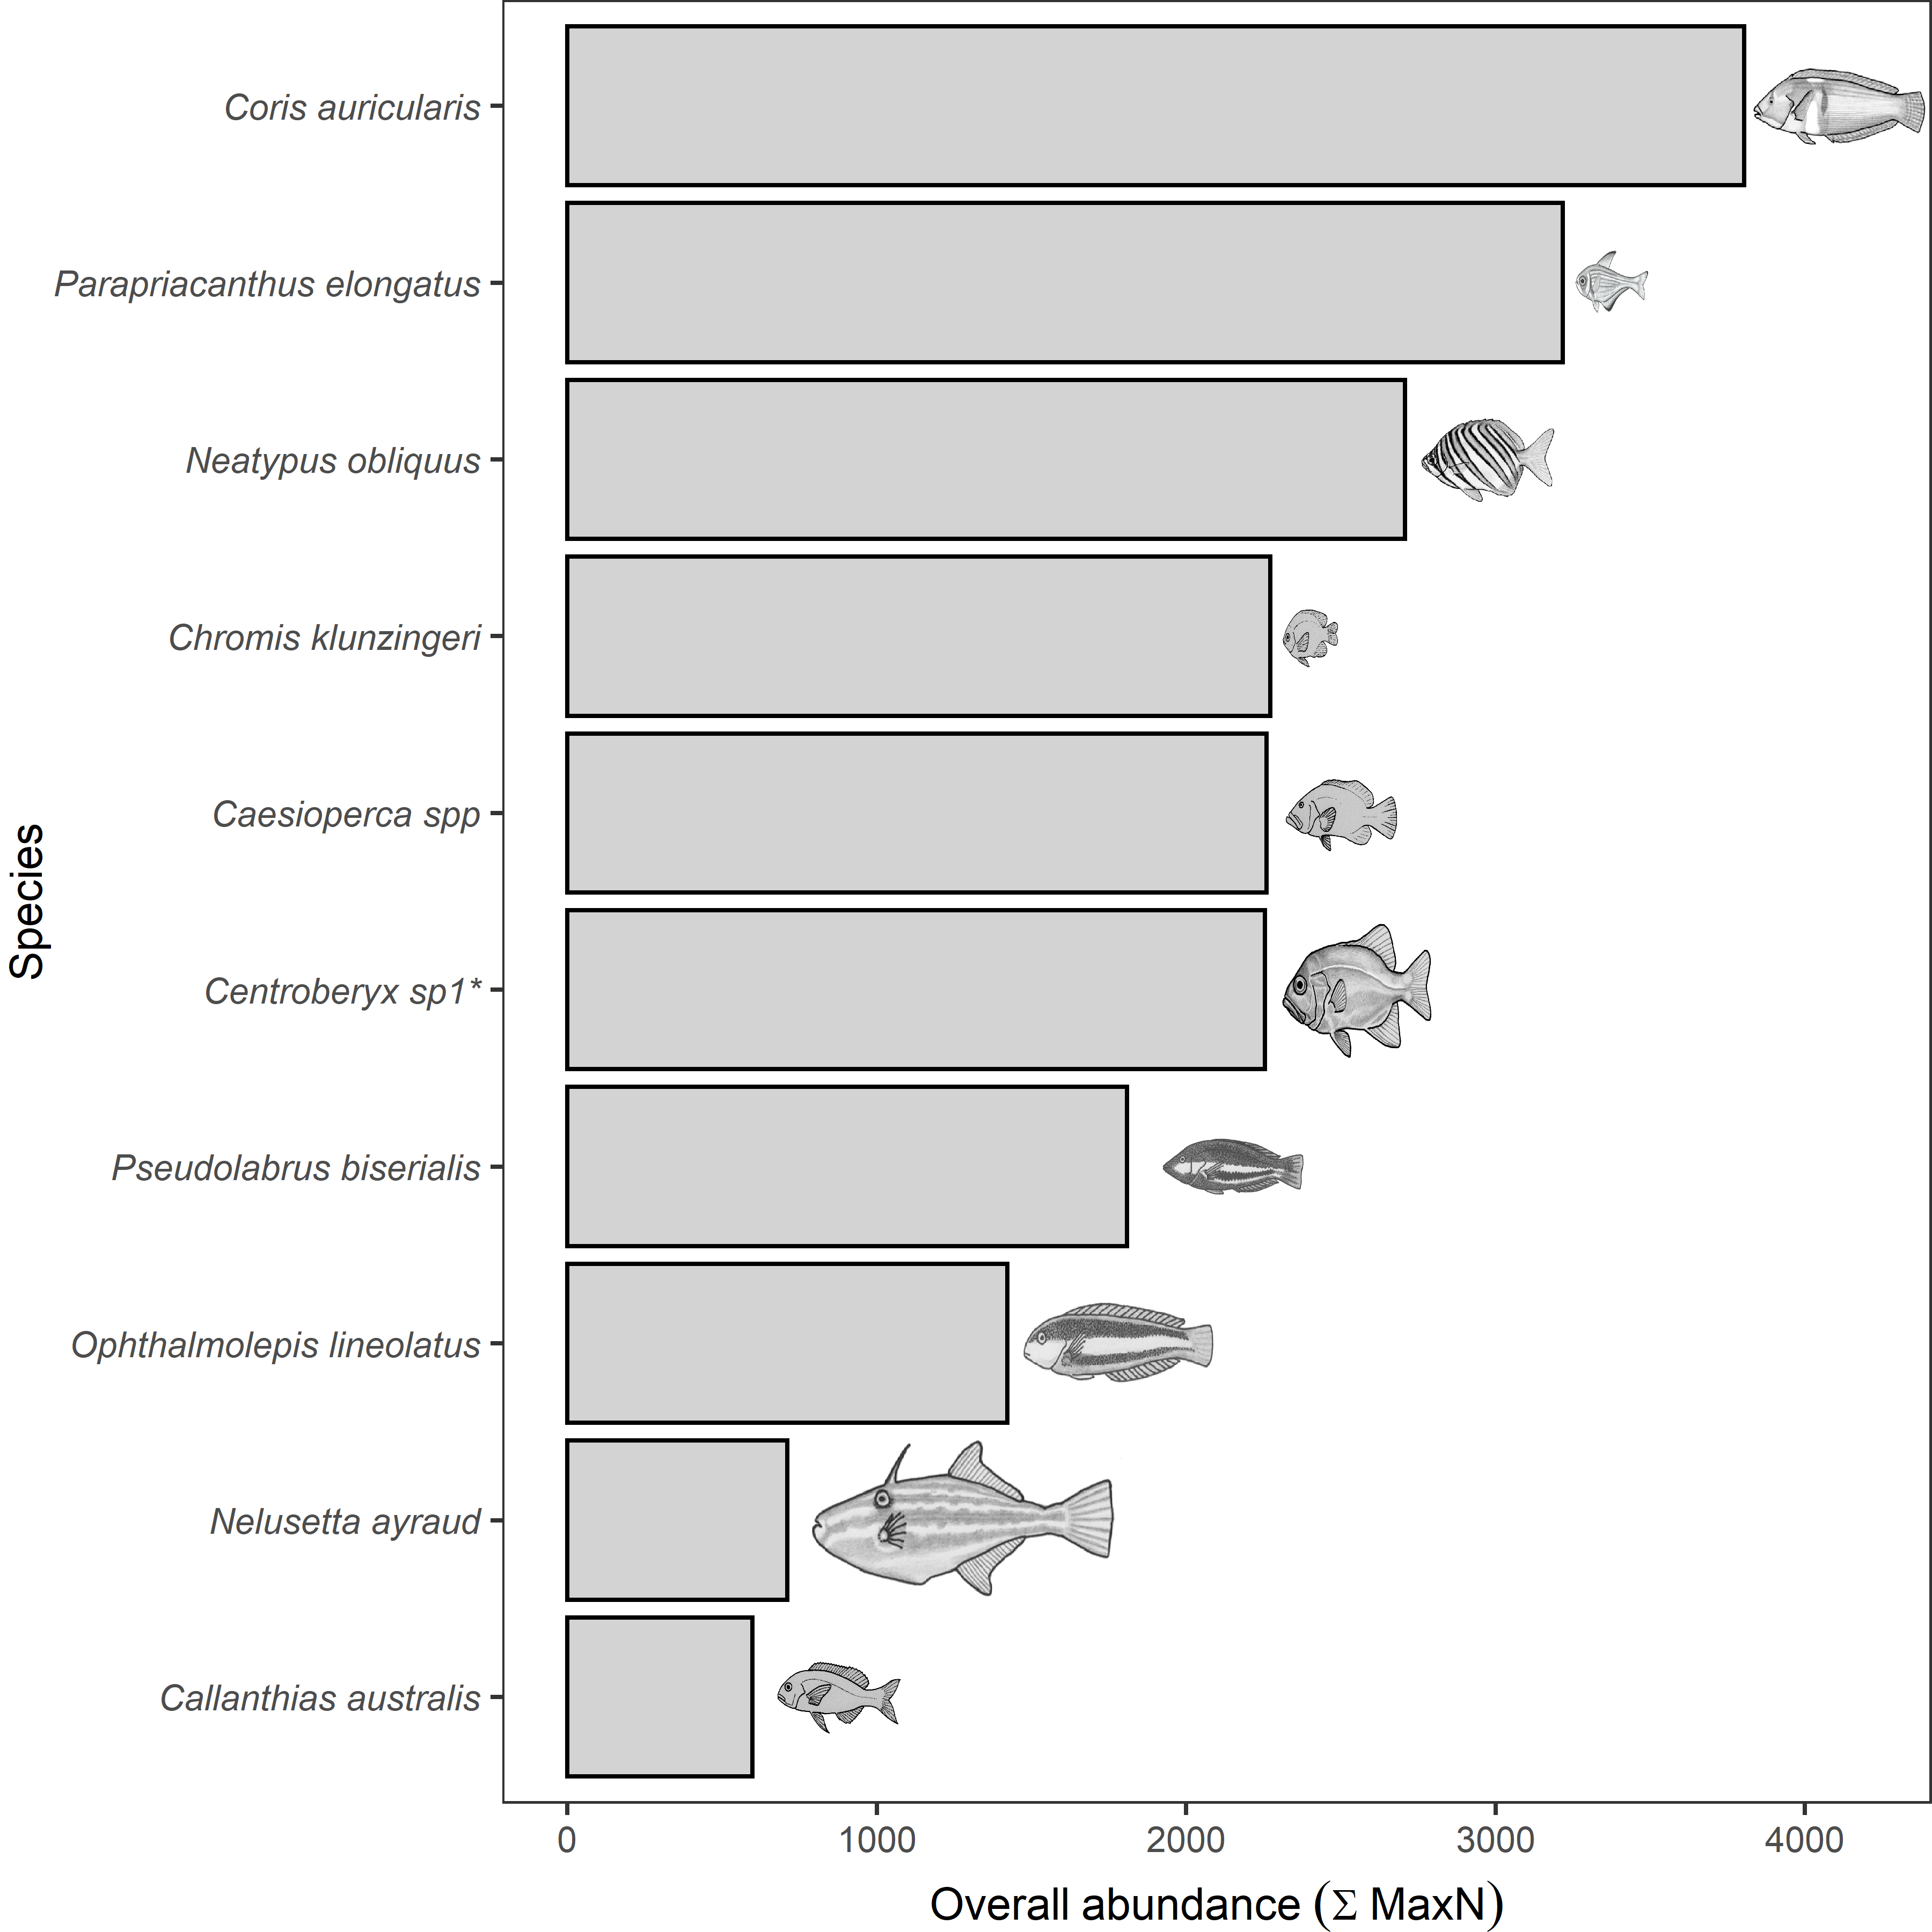 Coris auricularis
Parapriacanthus elongatus
Neatypus obliquus
Chromis klunzingeri
Caesioperca spp
Centroberyx sp1*
Pseudolabrus biserialis
Ophthalmolepis lineolatus
Nelusetta ayraud
Callanthias australis
Species
0 1000 2000 3000 4000
Overall abundance (Σ MaxN)